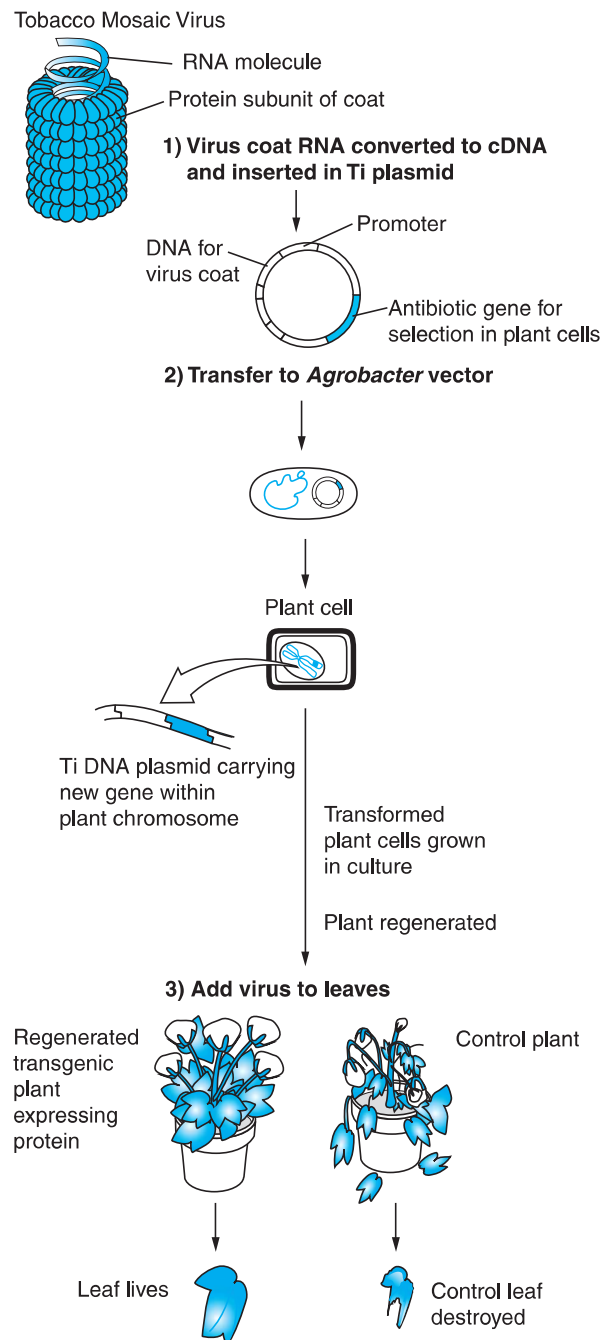 Tobacco Mosaic Virus
RNA molecule
Protein subunit of coat
1) Virus coat RNA converted to cDNA
and inserted in Ti plasmid
Promoter
DNA for
virus coat
Antibiotic gene for
selection in plant cells
2) Transfer to Agrobacter vector
Plant cell
Ti DNA plasmid carrying
new gene within
plant chromosome
Transformed
plant cells grown
in culture
Plant regenerated
3) Add virus to leaves
Regenerated
transgenic
plant
expressing
protein
Control plant
Leaf lives
Control leaf
destroyed